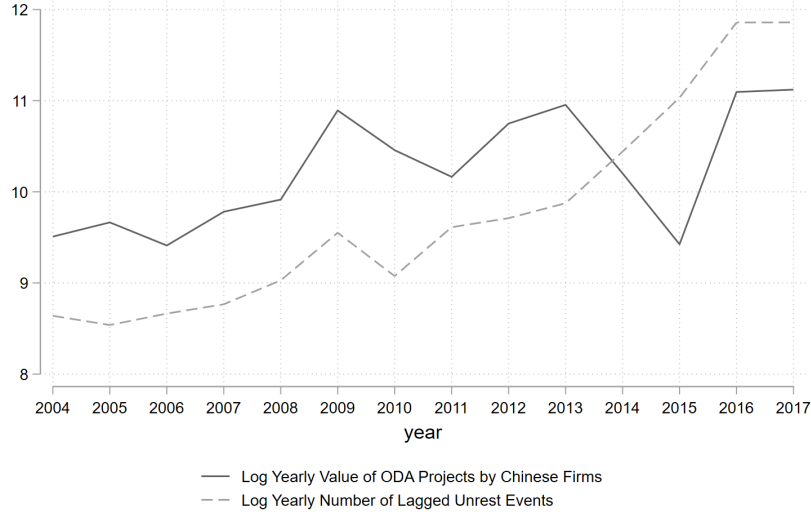 12
11
10
9
8
2004 2005 2006 2007 2008 2009 2010 2011 2012 2013 2014 2015 2016 2017
year
Log Yearly Value of ODA Projects by Chinese Firms
Log Yearly Number of Lagged Unrest Events